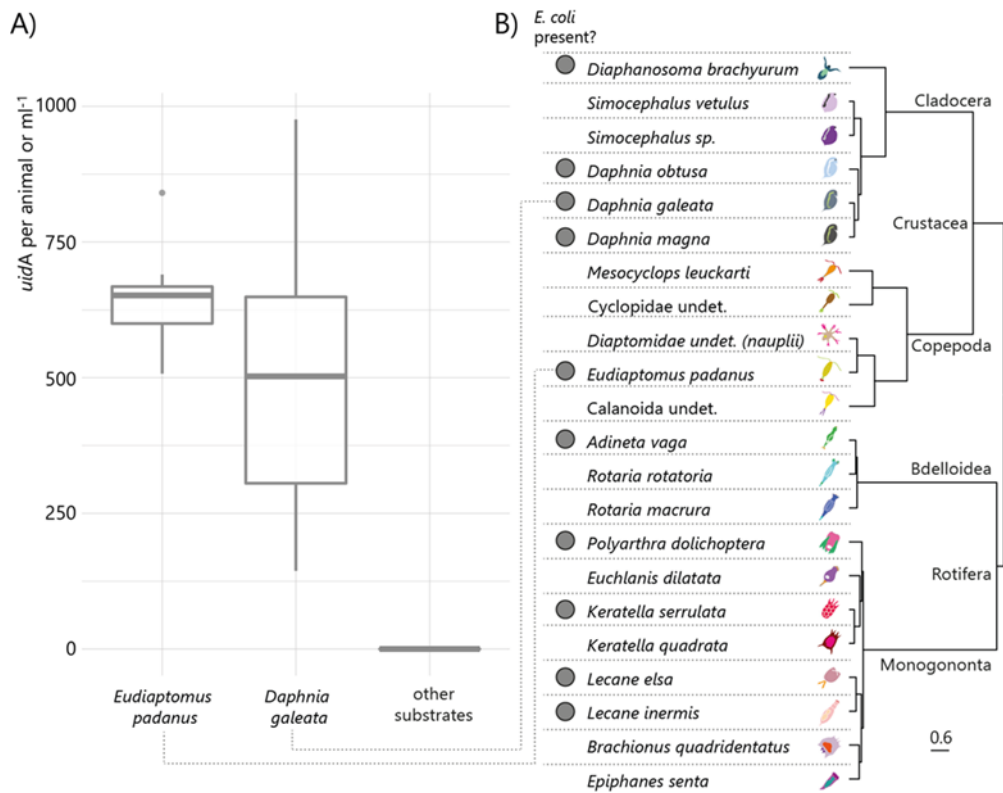 A)
uidA per animal or ml-1
1000
750
500
250
0
Eudiaptomus
padanus
Daphnia
galeata
other
substrates
B)
E. coli
present?
Diaphanosoma brachyurum
Simocephalus vetulus
Simocephalus sp.
Daphnia obtusa
Daphnia galeata
Daphnia magna
Mesocyclops leuckarti
Cyclopidae undet.
Diaptomidae undet. (nauplii)
Eudiaptomus padanus
Calanoida undet.
Adineta vaga
Rotaria rotatoria
Rotaria macrura
Polyarthra dolichoptera
Euchlanis dilatata
Keratella serrulata
Keratella quadrata
Lecane elsa
Lecane inermis
Brachionus quadridentatus
Epiphanes senta
Cladocera
Crustacea
Copepoda
Bdelloidea
Rotifera
Monogononta
0.6